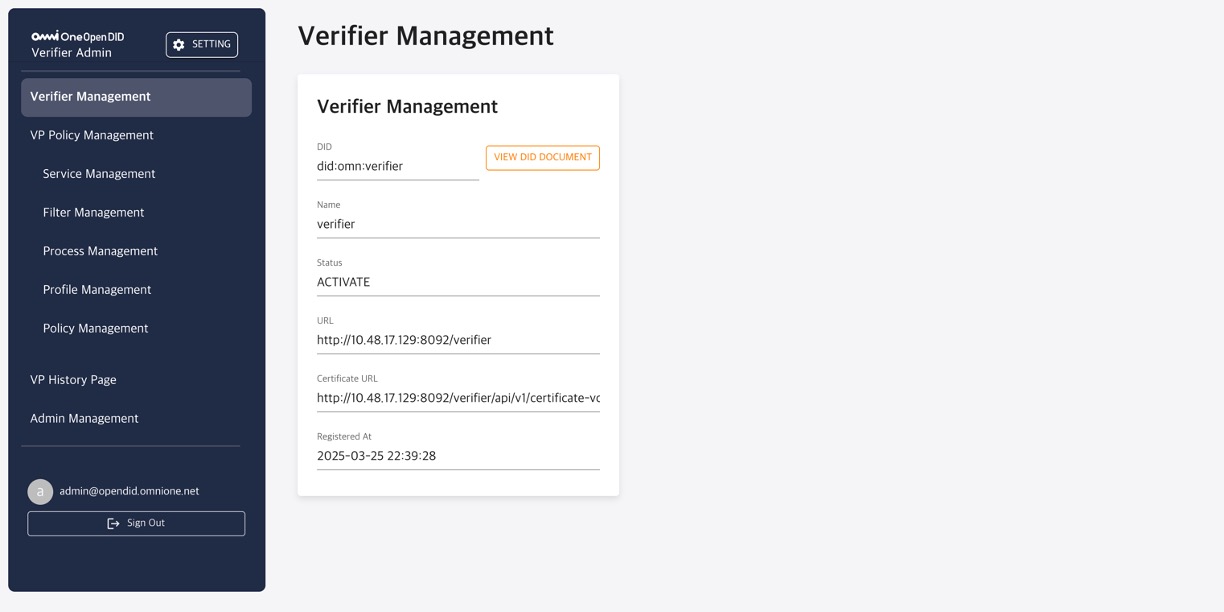 omni One Open DID
Verifier Admin
SETTING
Verifier Management
VP Policy Management
Service Management
Filter Management
Process Management
Profile Management
Policy Management
VP History Page
Admin Management
a
admin@opendid.omnione.net
Sign Out
Verifier Management
Verifier Management
DID
did:omn:verifier
VIEW DID DOCUMENT
Name
verifier
Status
ACTIVATE
URL
http://10.48.17.129:8092/verifier
Certificate URL
http://10.48.17.129:8092/verifier/api/v1/certificate-vc
Registered At
2025-03-25 22:39:28